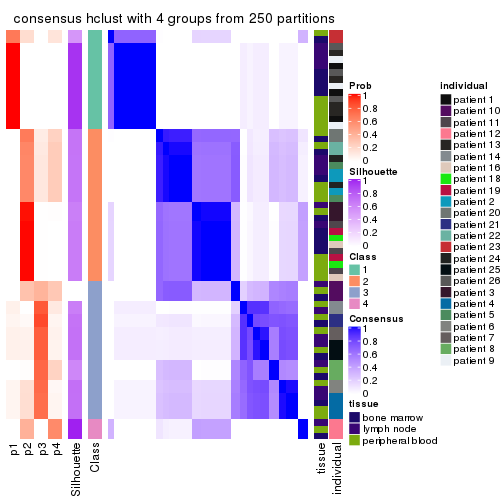 consensus hclust with 4 groups from 250 partitions
p1
p2
p3
p4
Silhouette
Class
tissue
individual
Prob
1
0.8
0.6
0.4
0.2
0
Silhouette
1
0.8
0.6
0.4
0.2
0
Class
1
2
3
4
Consensus
1
0.8
0.6
0.4
0.2
0
tissue
bone marrow
lymph node
peripheral blood
individual
patient 1
patient 10
patient 11
patient 12
patient 13
patient 14
patient 16
patient 18
patient 19
patient 2
patient 20
patient 21
patient 22
patient 23
patient 24
patient 25
patient 26
patient 3
patient 4
patient 5
patient 6
patient 7
patient 8
patient 9